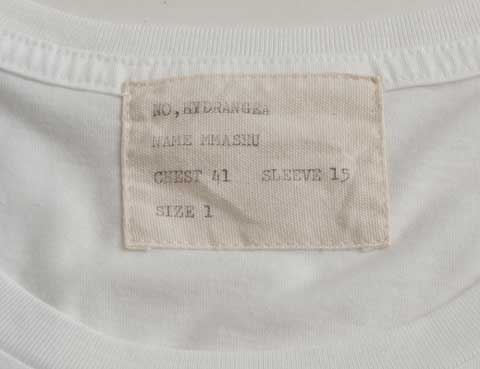 NO,HYDRANGEA
NAME MMASHU
CHEST 41 SLEEVE 15
SIZE 1